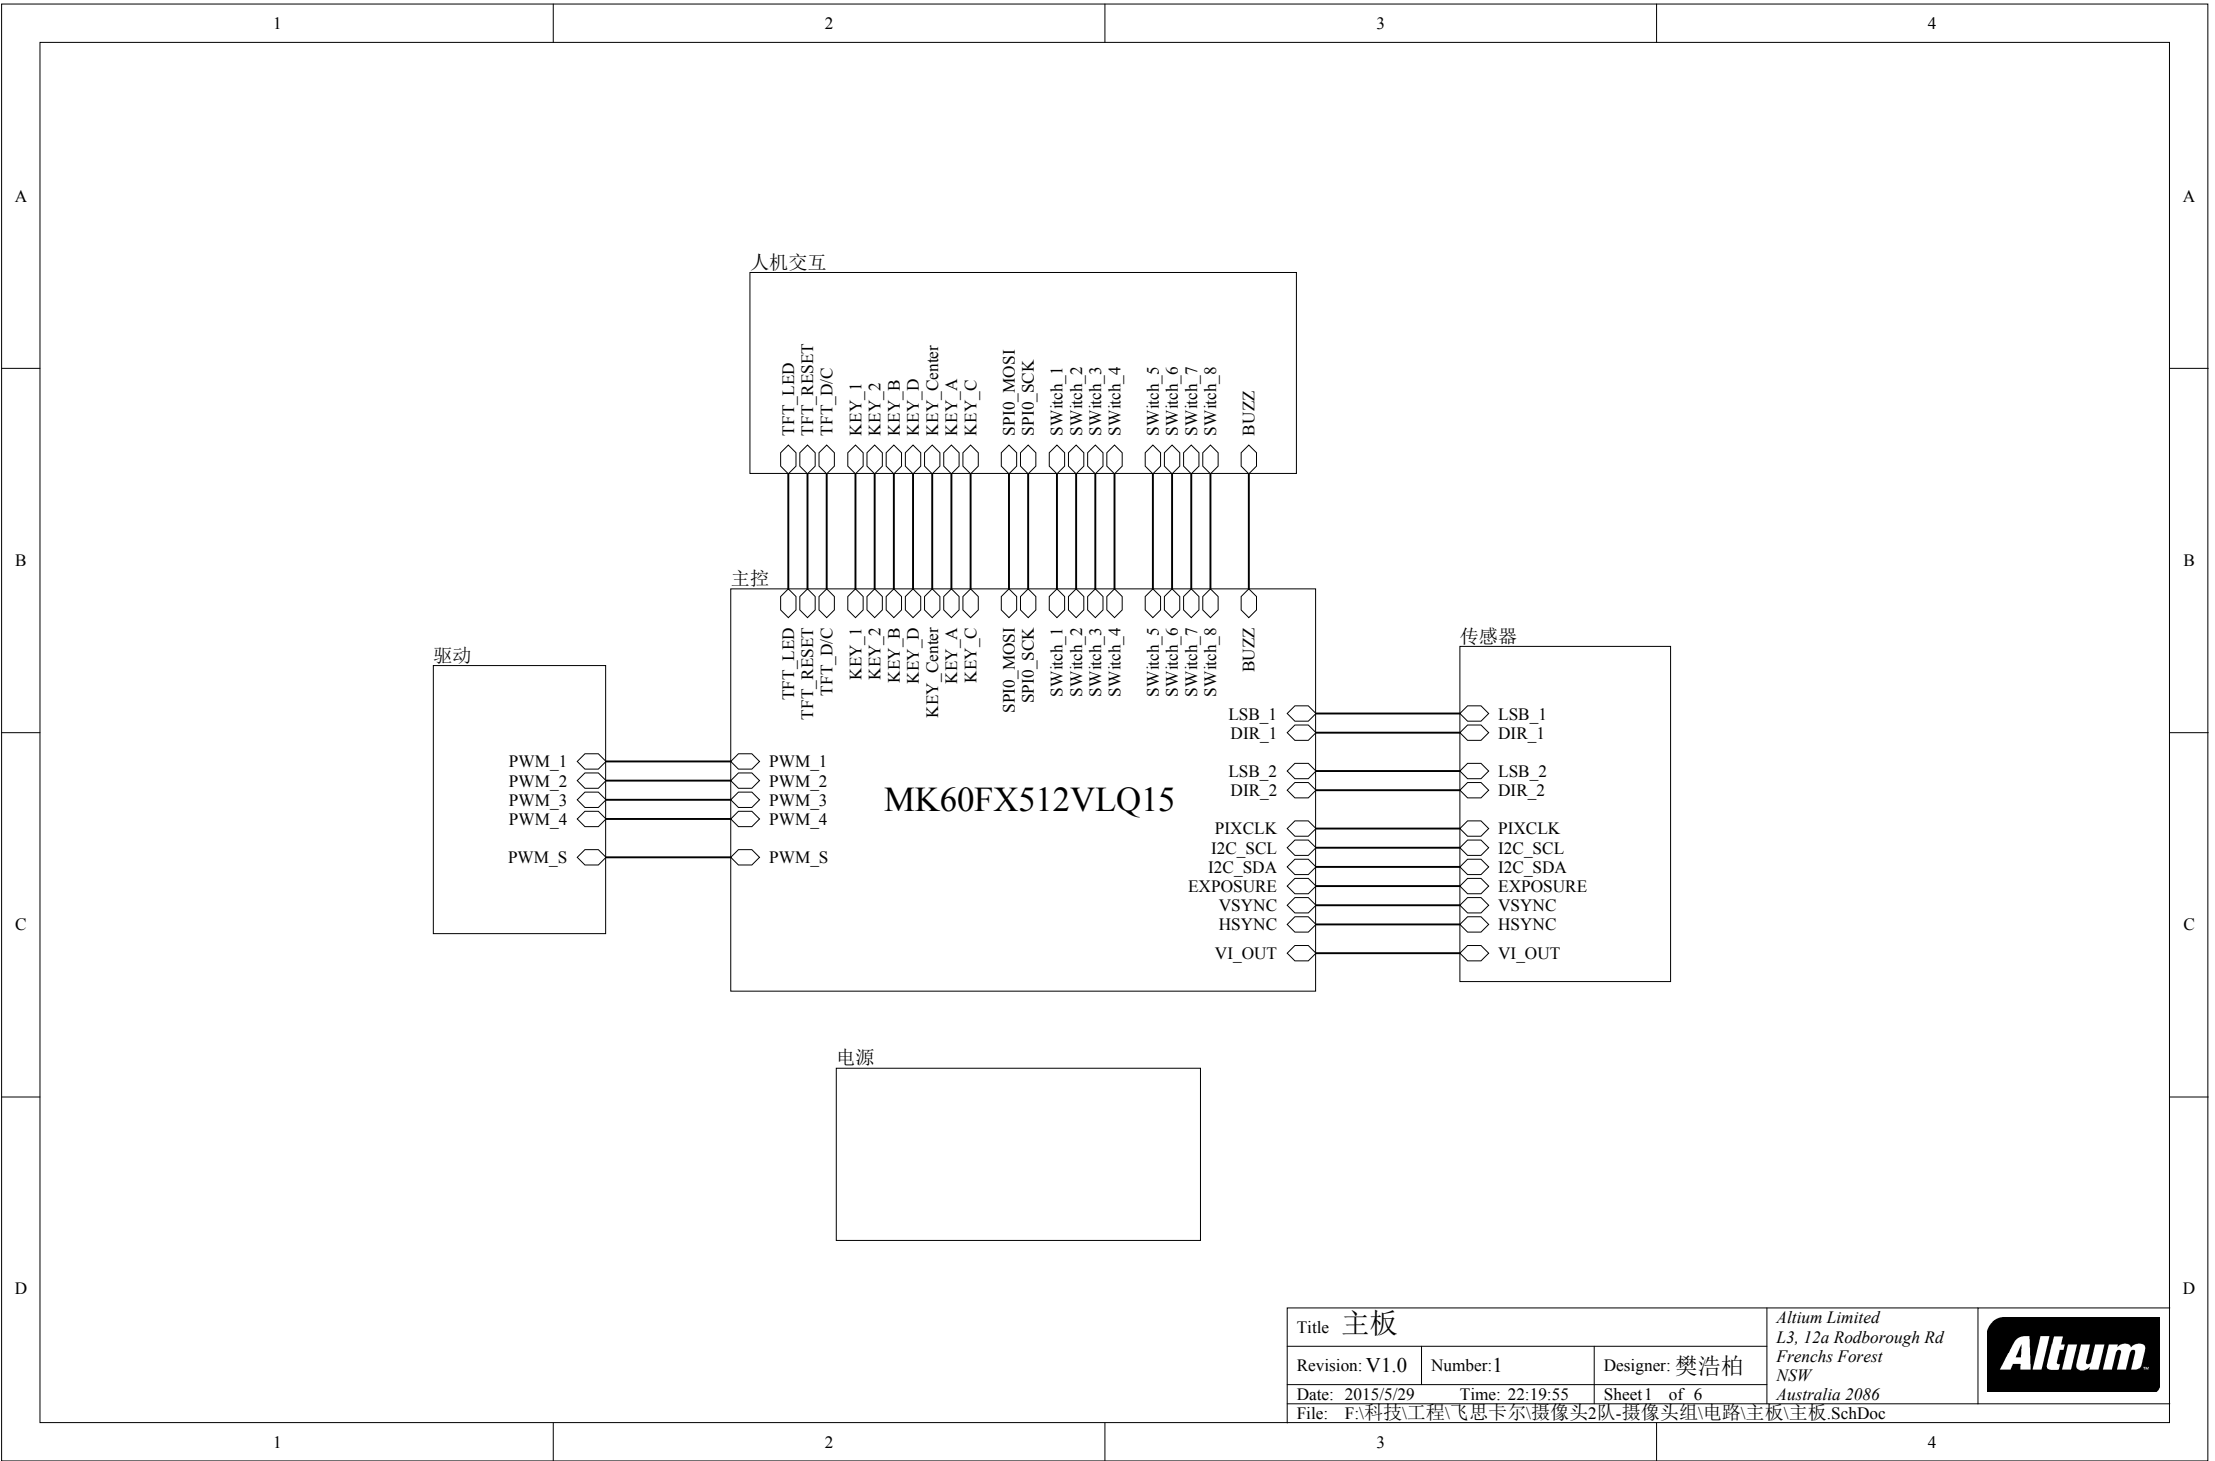 1 2 3 4
A A
人机交互
TFT_LED
TFT_RESET
TFT_D/C
KEY_1
KEY_2
KEY_B
KEY_D
KEY_Center
KEY_A
KEY_C
SPI0_MOSI
SPI0_SCK
SWitch_1
SWitch_2
SWitch_3
SWitch_4
SWitch_5
SWitch_6
SWitch_7
SWitch_8
BUZZ
B B
主控
TFT_LED
TFT_RESET
TFT_D/C
KEY_1
KEY_2
KEY_B
KEY_D
KEY_Center
KEY_A
KEY_C
SPI0_MOSI
SPI0_SCK
SWitch_1
SWitch_2
SWitch_3
SWitch_4
SWitch_5
SWitch_6
SWitch_7
SWitch_8
BUZZ
驱动
PWM_1 PWM_1
PWM_2 PWM_2
PWM_3 PWM_3
PWM_4 PWM_4
PWM_S PWM_S
MK60FX512VLQ15
传感器
LSB_1 LSB_1
DIR_1 DIR_1
LSB_2 LSB_2
DIR_2 DIR_2
PIXCLK PIXCLK
I2C_SCL I2C_SCL
I2C_SDA I2C_SDA
EXPOSURE EXPOSURE
VSYNC VSYNC
HSYNC HSYNC
VI_OUT VI_OUT
C C
电源
D D
Title 主板
Revision: V1.0 Number:1 Designer: 樊浩柏
Date: 2015/5/29 Time: 22:19:55 Sheet1 of 6
File: F:\科技\工程\飞思卡尔\摄像头2队-摄像头组\电路\主板\主板.SchDoc
Altium Limited
L3, 12a Rodborough Rd
Frenchs Forest
NSW
Australia 2086
Altium
1 2 3 4